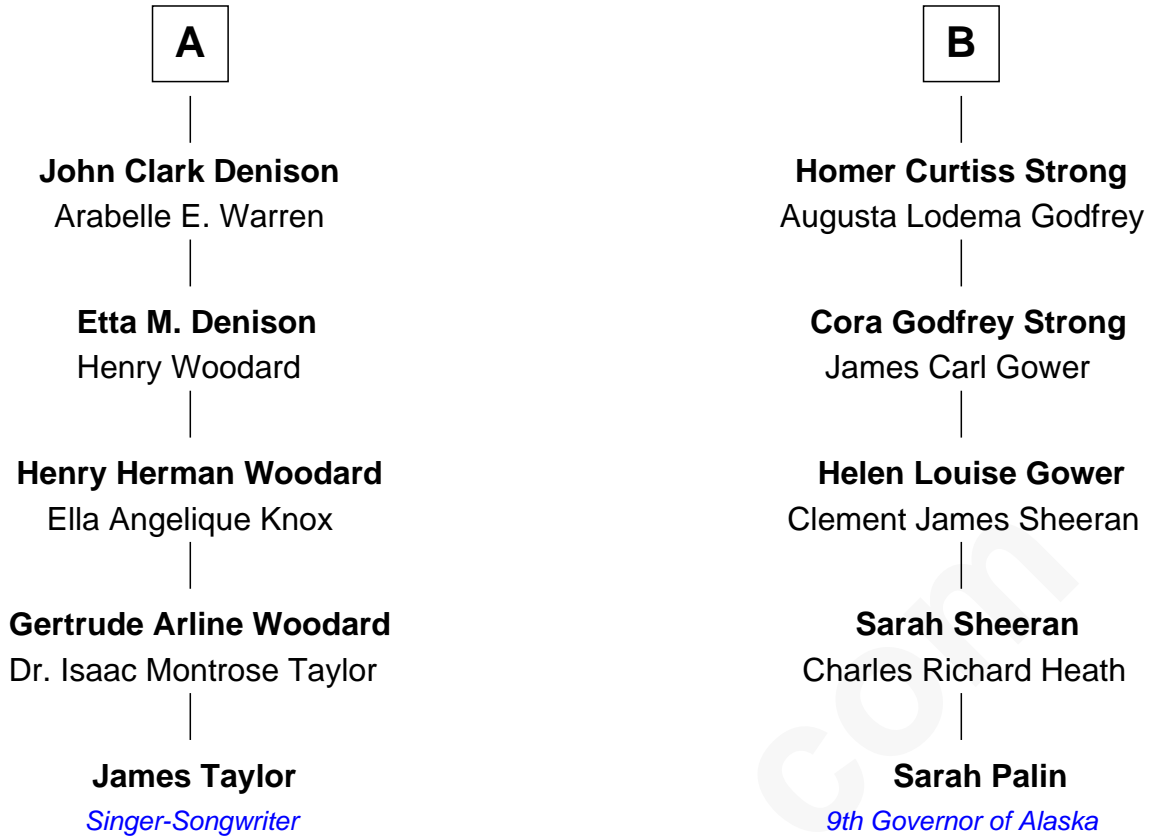 A
John Clark Denison
Arabelle E. Warren
Etta M. Denison
Henry Woodard
Henry Herman Woodard
Ella Angelique Knox
Gertrude Arline Woodard
Dr. Isaac Montrose Taylor
James Taylor
Singer-Songwriter
B
Homer Curtiss Strong
Augusta Lodema Godfrey
Cora Godfrey Strong
James Carl Gower
Helen Louise Gower
Clement James Sheeran
Sarah Sheeran
Charles Richard Heath
Sarah Palin
9th Governor of Alaska
com